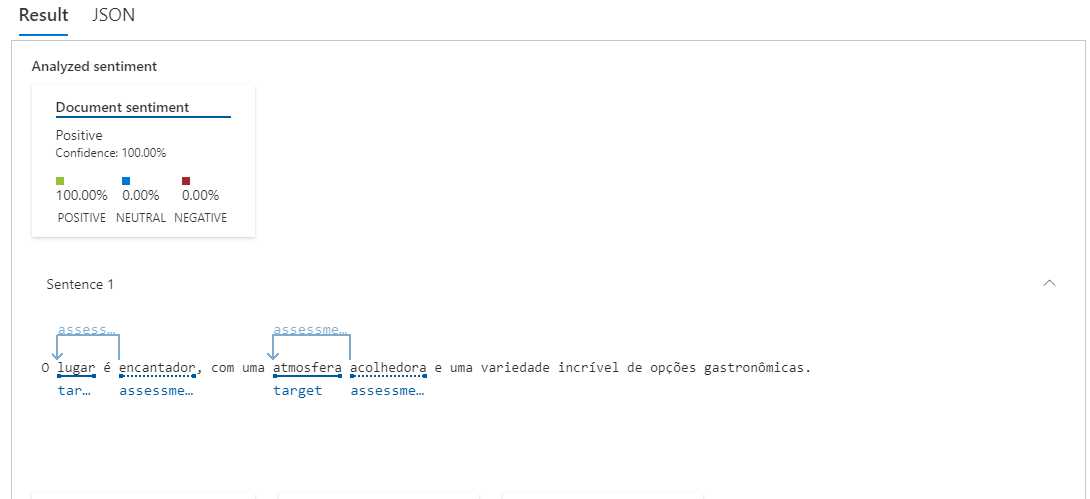 Result JSON
Analyzed sentiment
Document sentiment
Positive
Confidence: 100.00%
100.00% 0.00% 0.00%
POSITIVE NEUTRAL NEGATIVE
Sentence 1
assess... assessme...
O lugar é encantador, com uma atmosfera acolhedora e uma variedade incrível de opções gastronômicas.
tar... assessme... target assessme...